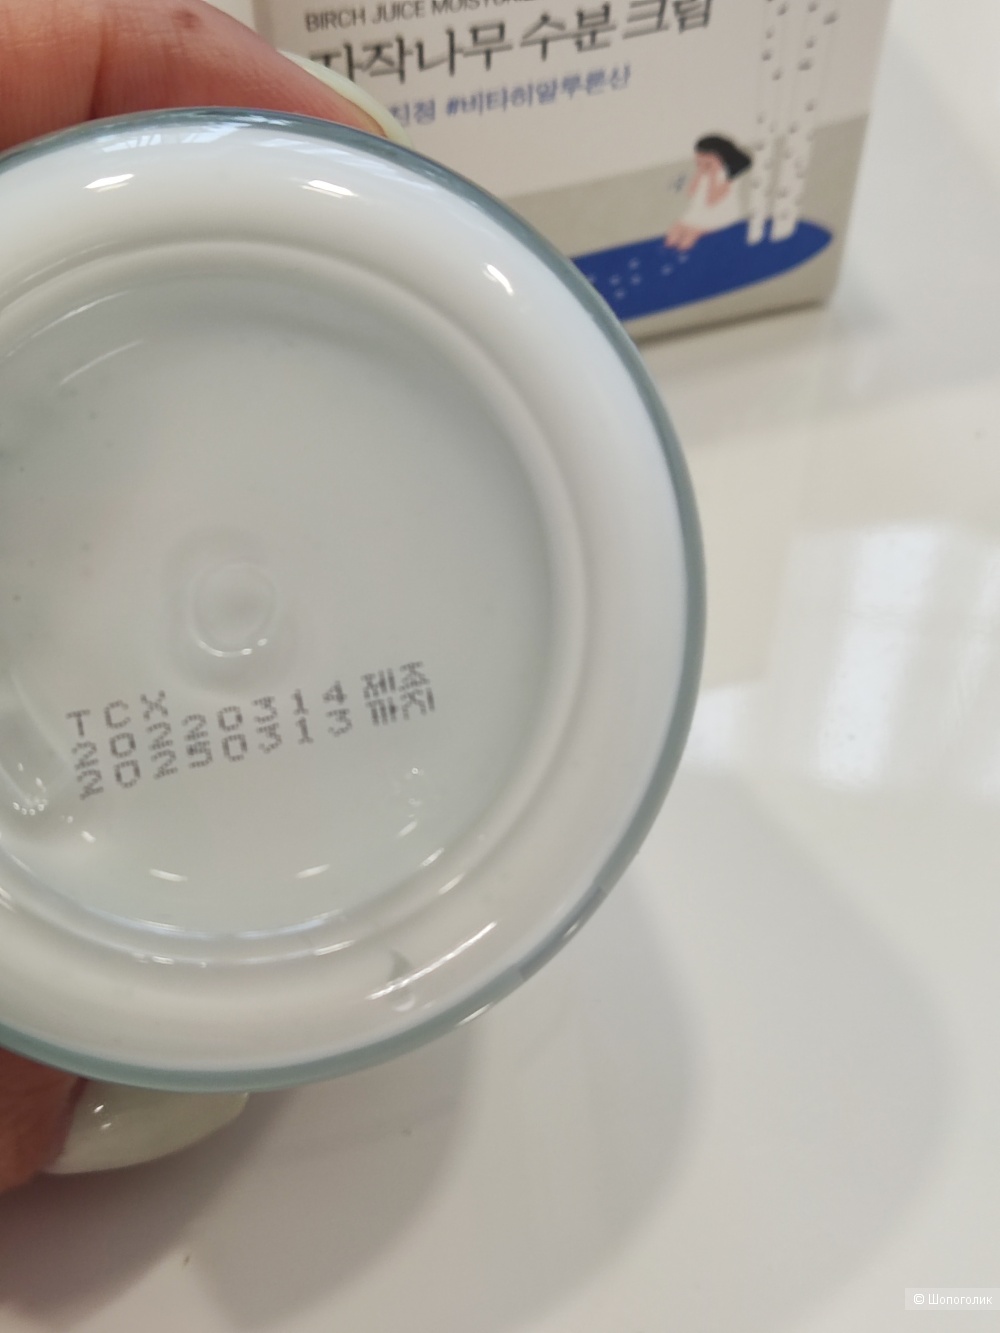 BIRCH JUICE
자작나무 수분 크림
#비타히알루론산
TCX
20220314 제조
20250313 까지
© Шопоголик